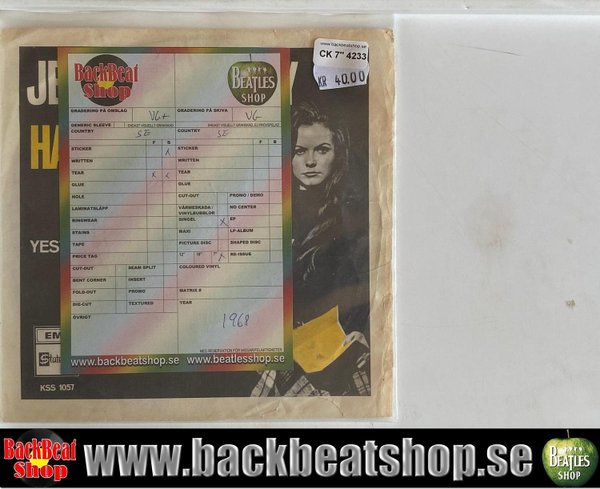 www.backbeatshop.se
CK 7" 4233
KR 40.00
JE
Y
HA
YES
EM
KSS 1057
BackBeat
Shop
BEATLES
SHOP
GRADERING PÅ OMSLAG VG+ GRADERING PÅ SKIVA VG
GENERIC SLEEVE
COUNTRY SE COUNTRY SE
F B F B
STICKER x STICKER
WRITTEN WRITTEN
TEAR x x TEAR
GLUE GLUE
HOLE CUT-OUT PROMO / DEMO
LAMINATSLÄPP VÄRMESKADA / VINYLBUBBLOR NO CENTER
RINGWEAR SINGEL x EP
STAINS MAXI LP-ALBUM
TAPE PICTURE DISC SHAPED DISC
PRICE TAG 12" 10" 7" x RE-ISSUE
CUT-OUT SEAM SPLIT COLOURED VINYL
BENT CORNER INSERT
FOLD-OUT PROMO MATRIX #
DIE-CUT TEXTURED YEAR
ÖVRIGT
1968
www.backbeatshop.se www.beatlesshop.se
BackBeat
Shop
www.backbeatshop.se
BEATLES
SHOP